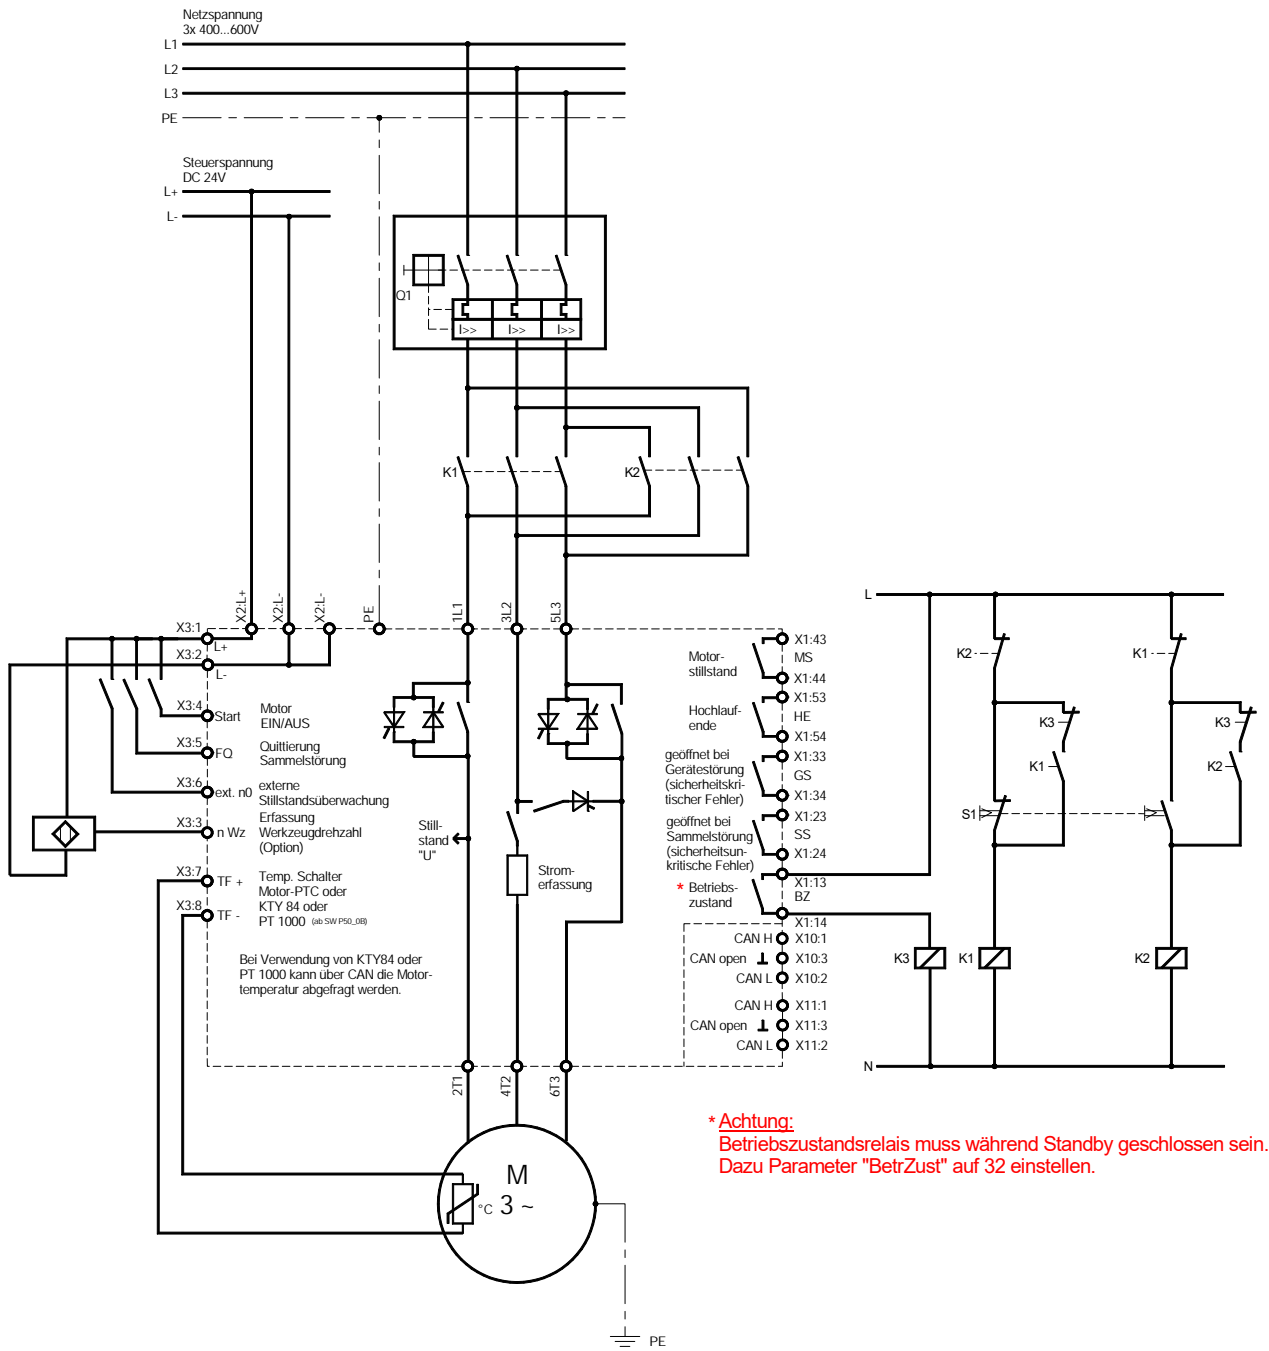 Netzspannung
3x 400...600V
L1
L2
L3
PE
Steuerspannung
DC 24V
L+
L-
Q1
I>>
I>>
I>>
K1
K2
X2:L+
X2:L-
X2:L-
PE
1L1
3L2
5L3
X3:1
L+
X3:2
L-
X3:4
Start
Motor
EIN/AUS
X3:5
FQ
Quittierung
Sammelstörung
X3:6
ext. n0
externe
Stillstandsüberwachung
X3:3
n Wz
Erfassung
Werkzeugdrehzahl
(Option)
X3:7
TF +
Temp. Schalter
Motor-PTC oder
KTY 84 oder
PT 1000 (ab SW P50_0B)
X3:8
TF -
Bei Verwendung von KTY84 oder
PT 1000 kann über CAN die Motor-
temperatur abgefragt werden.
Still-
stand
"U"
Strom-
erfassung
Motor-
stillstand
X1:43
MS
X1:44
Hochlauf-
ende
X1:53
HE
X1:54
geöffnet bei
Gerätestörung
(sicherheitskri-
tischer Fehler)
X1:33
GS
X1:34
geöffnet bei
Sammelstörung
(sicherheitsun-
kritische Fehler)
X1:23
SS
X1:24
* Betriebs-
zustand
X1:13
BZ
X1:14
CAN H
X10:1
CAN open
X10:3
CAN L
X10:2
CAN H
X11:1
CAN open
X11:3
CAN L
X11:2
L
K2
K1
K3
K1
K3
K2
S1
K3
K1
K2
N
2T1
4T2
6T3
M
3 ~
°C
PE
* Achtung:
Betriebszustandsrelais muss während Standby geschlossen sein.
Dazu Parameter "BetrZust" auf 32 einstellen.